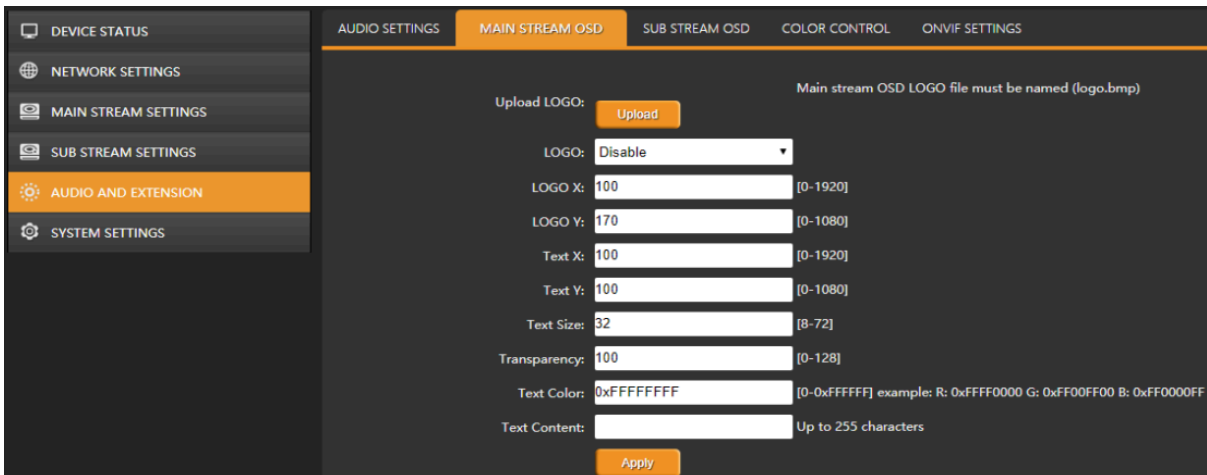 DEVICE STATUS
NETWORK SETTINGS
MAIN STREAM SETTINGS
SUB STREAM SETTINGS
AUDIO AND EXTENSION
SYSTEM SETTINGS
AUDIO SETTINGS MAIN STREAM OSD SUB STREAM OSD COLOR CONTROL ONVIF SETTINGS
Main stream OSD LOGO file must be named (logo.bmp)
Upload LOGO: Upload
LOGO: Disable
LOGO X: 100 [0-1920]
LOGO Y: 170 [0-1080]
Text X: 100 [0-1920]
Text Y: 100 [0-1080]
Text Size: 32 [8-72]
Transparency: 100 [0-128]
Text Color: 0xFFFFFFFF [0-0xFFFFFF] example: R: 0xFFFF0000 G: 0xFF00FF00 B: 0xFF0000FF
Text Content: Up to 255 characters
Apply